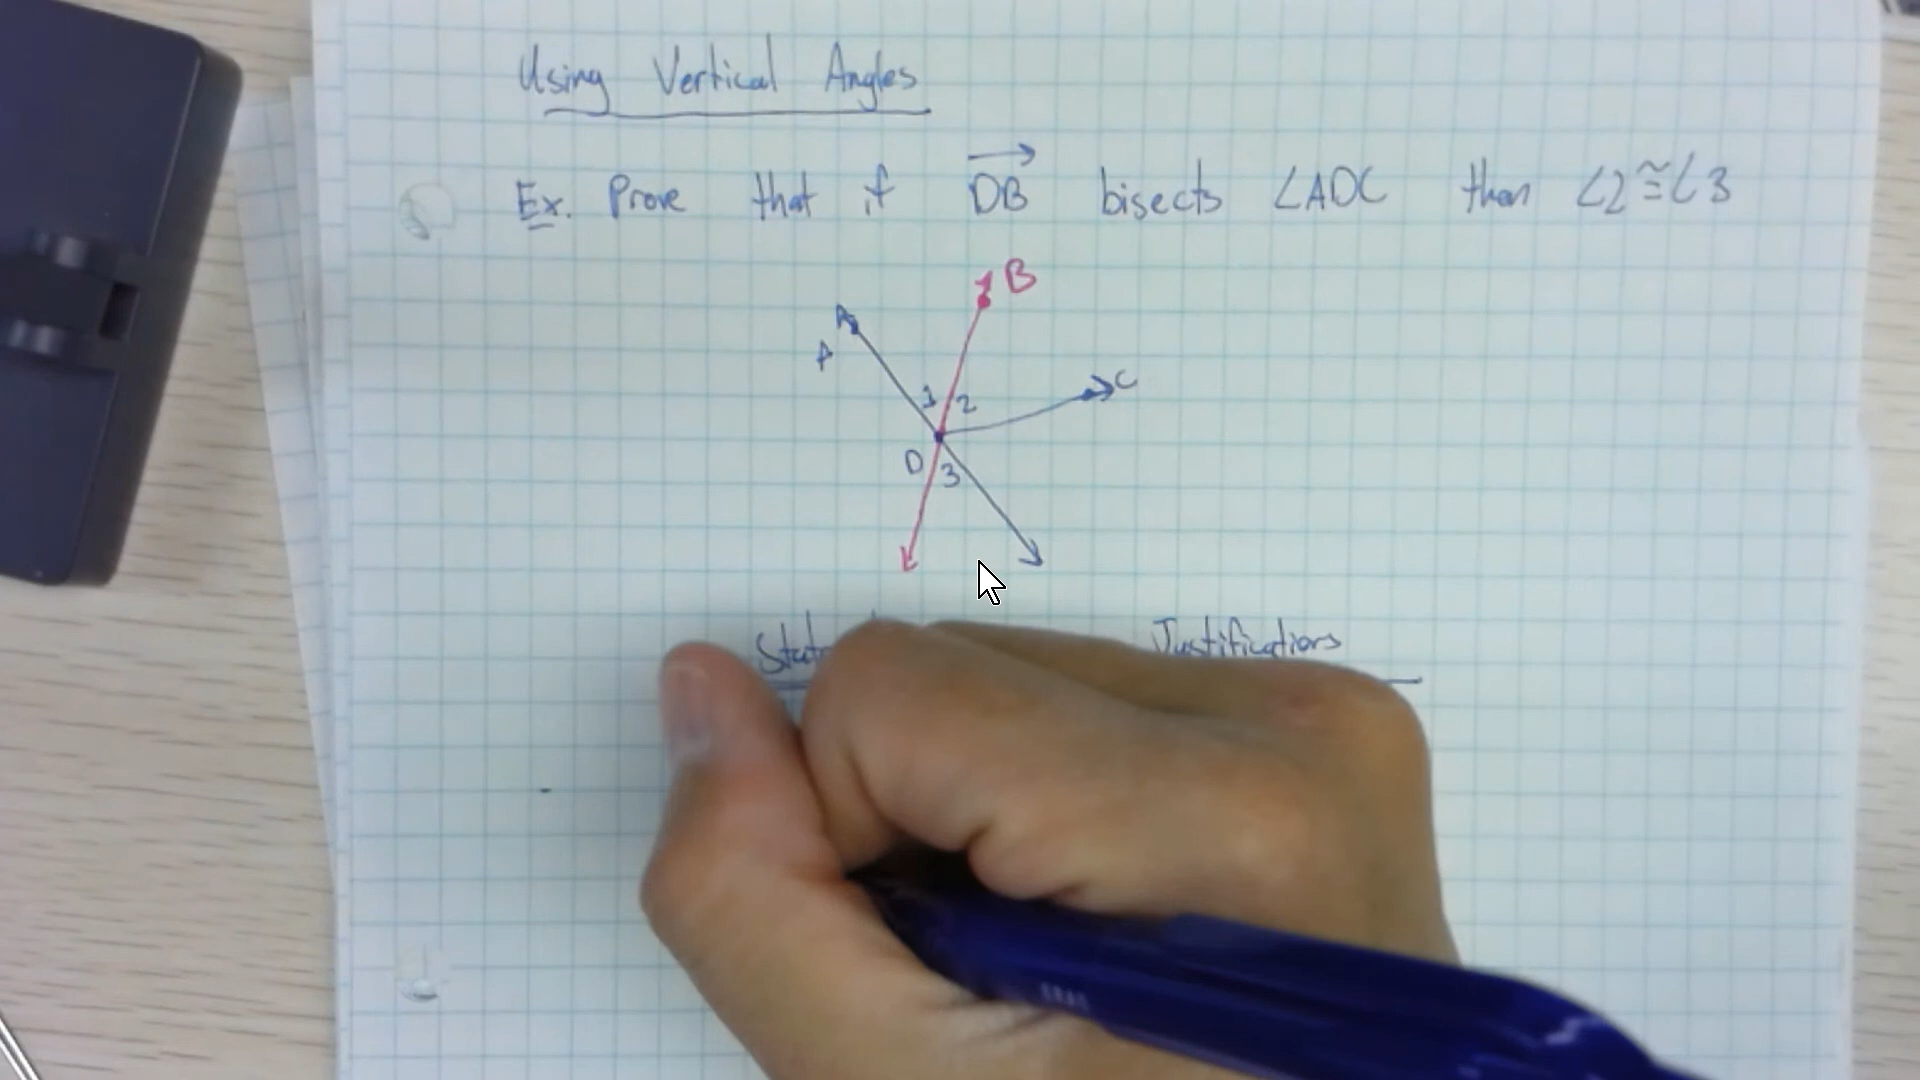 Using Vertical Angles
Ex. Prove that if DB bisects ∠ADC then ∠2≅∠3
B
A
C
1 2
D 3
Justifications